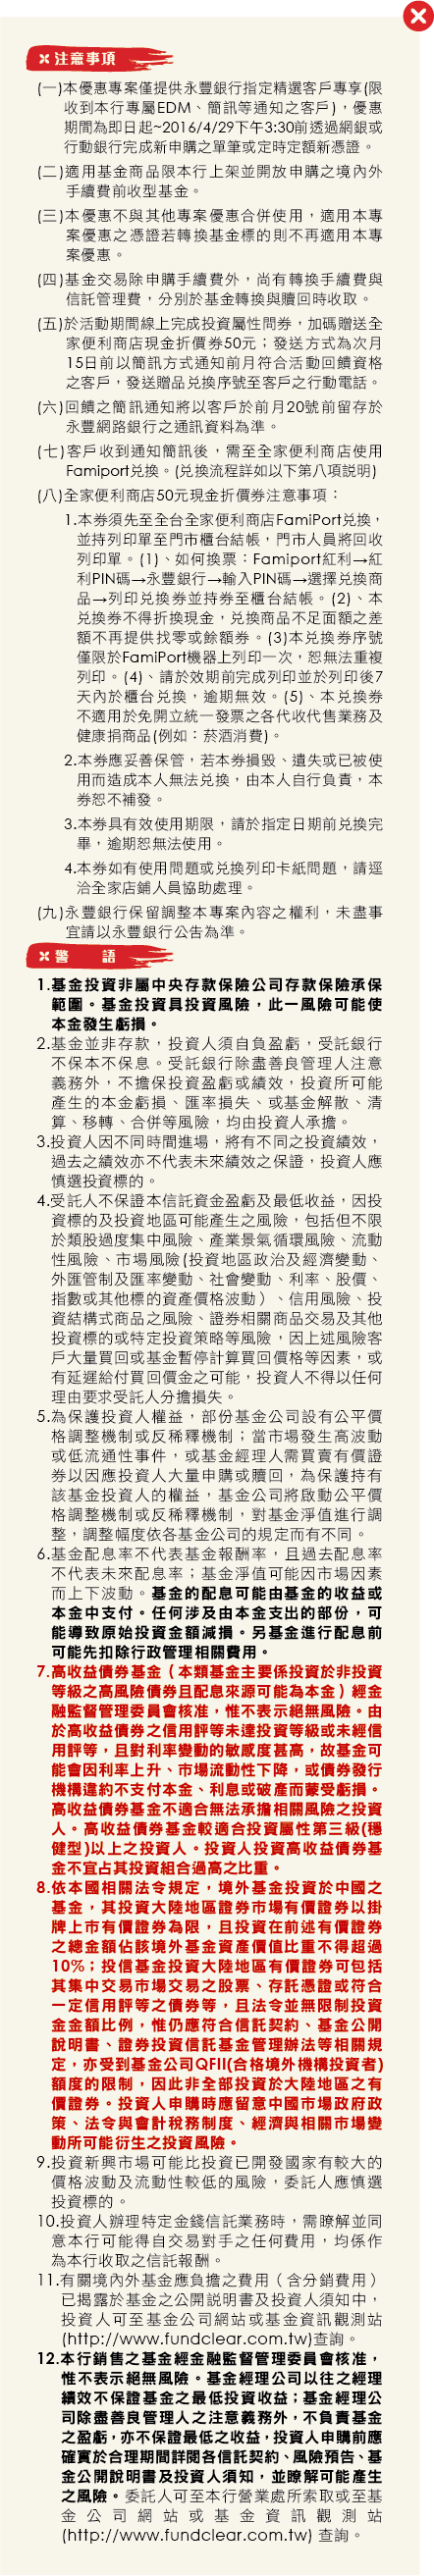 注意事項
(一)本優惠專案僅提供永豐銀行指定精選客戶專享(限
收到本行專屬EDM、簡訊等通知之客戶)，優惠
期間為即日起~2016/4/29下午3:30前透過網銀或
行動銀行完成新申購之單筆或定時定額新憑證。
(二)適用基金商品限本行上架並開放申購之境內外
手續費前收型基金。
(三)本優惠不與其他專案優惠合併使用，適用本專
案優惠之憑證若轉換基金標的則不再適用本專
案優惠。
(四)基金交易除申購手續費外，尚有轉換手續費與
信託管理費，分別於基金轉換與贖回時收取。
(五)於活動期間線上完成投資屬性問券，加碼贈送全
家便利商店現金折價券50元；發送方式為次月
15日前以簡訊方式通知前月符合活動回饋資格
之客戶，發送贈品兌換序號至客戶之行動電話。
(六)回饋之簡訊通知將以客戶於前月20號前留存於
永豐網路銀行之通訊資料為準。
(七)客戶收到通知簡訊後，需至全家便利商店使用
Famiport兌換。(兌換流程詳如以下第八項說明)
(八)全家便利商店50元現金折價券注意事項：
1.本券須先至全台全家便利商店FamiPort兌換，
並持列印單至門市櫃台結帳，門市人員將回收
列印單。(1)、如何換票：Famiport紅利→紅
利PIN碼→永豐銀行→輸入PIN碼→選擇兌換商
品→列印兌換券並持券至櫃台結帳。(2)、本
兌換券不得折換現金，兌換商品不足面額之差
額不再提供找零或餘額券。(3)本兌換券序號
僅限於FamiPort機器上列印一次，恕無法重複
列印。(4)、請於效期前完成列印並於列印後7
天內於櫃台兌換，逾期無效。(5)、本兌換券
不適用於免開立統一發票之各代收代售業務及
健康捐商品(例如：菸酒消費)。
2.本券應妥善保管，若本券損毀、遺失或已被使
用而造成本人無法兌換，由本人自行負責，本
券恕不補發。
3.本券具有效使用期限，請於指定日期前兌換完
畢，逾期恕無法使用。
4.本券如有使用問題或兌換列印卡紙問題，請逕
洽全家店鋪人員協助處理。
(九)永豐銀行保留調整本專案內容之權利，未盡事
宜請以永豐銀行公告為準。
警 語
1.基金投資非屬中央存款保險公司存款保險承保
範圍。基金投資具投資風險，此一風險可能使
本金發生虧損。
2.基金並非存款，投資人須自負盈虧，受託銀行
不保本不保息。受託銀行除盡善良管理人注意
義務外，不擔保投資盈虧或績效，投資所可能
產生的本金虧損、匯率損失、或基金解散、清
算、移轉、合併等風險，均由投資人承擔。
3.投資人因不同時間進場，將有不同之投資績效，
過去之績效亦不代表未來績效之保證，投資人應
慎選投資標的。
4.受託人不保證本信託資金盈虧及最低收益，因投
資標的及投資地區可能產生之風險，包括但不限
於類股過度集中風險、產業景氣循環風險、流動
性風險、市場風險(投資地區政治及經濟變動、
外匯管制及匯率變動、社會變動、利率、股價、
指數或其他標的資產價格波動）、信用風險、投
資結構式商品之風險、證券相關商品交易及其他
投資標的或特定投資策略等風險，因上述風險客
戶大量買回或基金暫停計算買回價格等因素，或
有延遲給付買回價金之可能，投資人不得以任何
理由要求受託人分擔損失。
5.為保護投資人權益，部份基金公司設有公平價
格調整機制或反稀釋機制；當市場發生高波動
或低流通性事件，或基金經理人需買賣有價證
券以因應投資人大量申購或贖回，為保護持有
該基金投資人的權益，基金公司將啟動公平價
格調整機制或反稀釋機制，對基金淨值進行調
整，調整幅度依各基金公司的規定而有不同。
6.基金配息率不代表基金報酬率，且過去配息率
不代表未來配息率；基金淨值可能因市場因素
而上下波動。基金的配息可能由基金的收益或
本金中支付。任何涉及由本金支出的部份，可
能導致原始投資金額減損。另基金進行配息前
可能先扣除行政管理相關費用。
7.高收益債券基金（本類基金主要係投資於非投資
等級之高風險債券且配息來源可能為本金）經金
融監督管理委員會核准，惟不表示絕無風險。由
於高收益債券之信用評等未達投資等級或未經信
用評等，且對利率變動的敏感度甚高，故基金可
能會因利率上升、市場流動性下降，或債券發行
機構違約不支付本金、利息或破產而蒙受虧損。
高收益債券基金不適合無法承擔相關風險之投資
人。高收益債券基金較適合投資屬性第三級(穩
健型)以上之投資人。投資人投資高收益債券基
金不宜占其投資組合過高之比重。
8.依本國相關法令規定，境外基金投資於中國之
基金，其投資大陸地區證券市場有價證券以掛
牌上市有價證券為限，且投資在前述有價證券
之總金額佔該境外基金資產價值比重不得超過
10%；投信基金投資大陸地區有價證券可包括
其集中交易市場交易之股票、存託憑證或符合
一定信用評等之債券等，且法令並無限制投資
金金額比例，惟仍應符合信託契約、基金公開
說明書、證券投資信託基金管理辦法等相關規
定，亦受到基金公司QFII(合格境外機構投資者)
額度的限制，因此非全部投資於大陸地區之有
價證券。投資人申購時應留意中國市場政府政
策、法令與會計稅務制度、經濟與相關市場變
動所可能衍生之投資風險。
9.投資新興市場可能比投資已開發國家有較大的
價格波動及流動性較低的風險，委託人應慎選
投資標的。
10.投資人辦理特定金錢信託業務時，需瞭解並同
意本行可能得自交易對手之任何費用，均係作
為本行收取之信託報酬。
11.有關境內外基金應負擔之費用（含分銷費用）
已揭露於基金之公開說明書及投資人須知中，
投資人可至基金公司網站或基金資訊觀測站
(http://www.fundclear.com.tw)查詢。
12.本行銷售之基金經金融監督管理委員會核准，
惟不表示絕無風險。基金經理公司以往之經理
績效不保證基金之最低投資收益；基金經理公
司除盡善良管理人之注意義務外，不負責基金
之盈虧，亦不保證最低之收益，投資人申購前應
確實於合理期間詳閱各信託契約、風險預告、基
金公開說明書及投資人須知，並瞭解可能產生
之風險。委託人可至本行營業處所索取或至基
金公司網站或基金資訊觀測站
(http://www.fundclear.com.tw) 查詢。